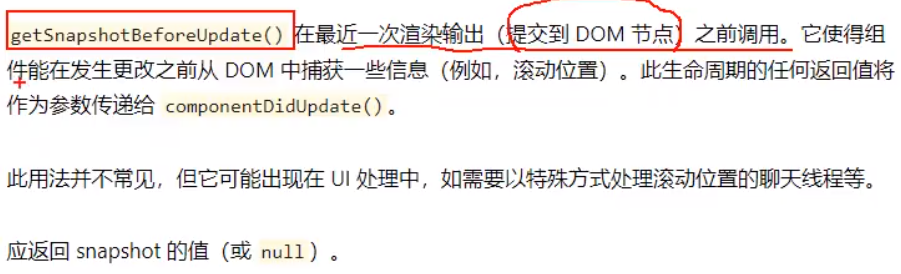 getSnapshotBeforeUpdate() 在最近一次渲染输出（提交到 DOM 节点）之前调用。它使得组
件能在发生更改之前从 DOM 中捕获一些信息（例如，滚动位置）。此生命周期的任何返回值将
作为参数传递给 componentDidUpdate()。
此用法并不常见，但它可能出现在 UI 处理中，如需要以特殊方式处理滚动位置的聊天线程等。
应返回 snapshot 的值（或 null）。